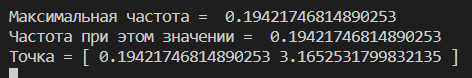 Максимальная частота =  0.19421746814890253
Частота при этом значении =  0.19421746814890253
Точка = [ 0.19421746814890253 3.1652531799832135 ]